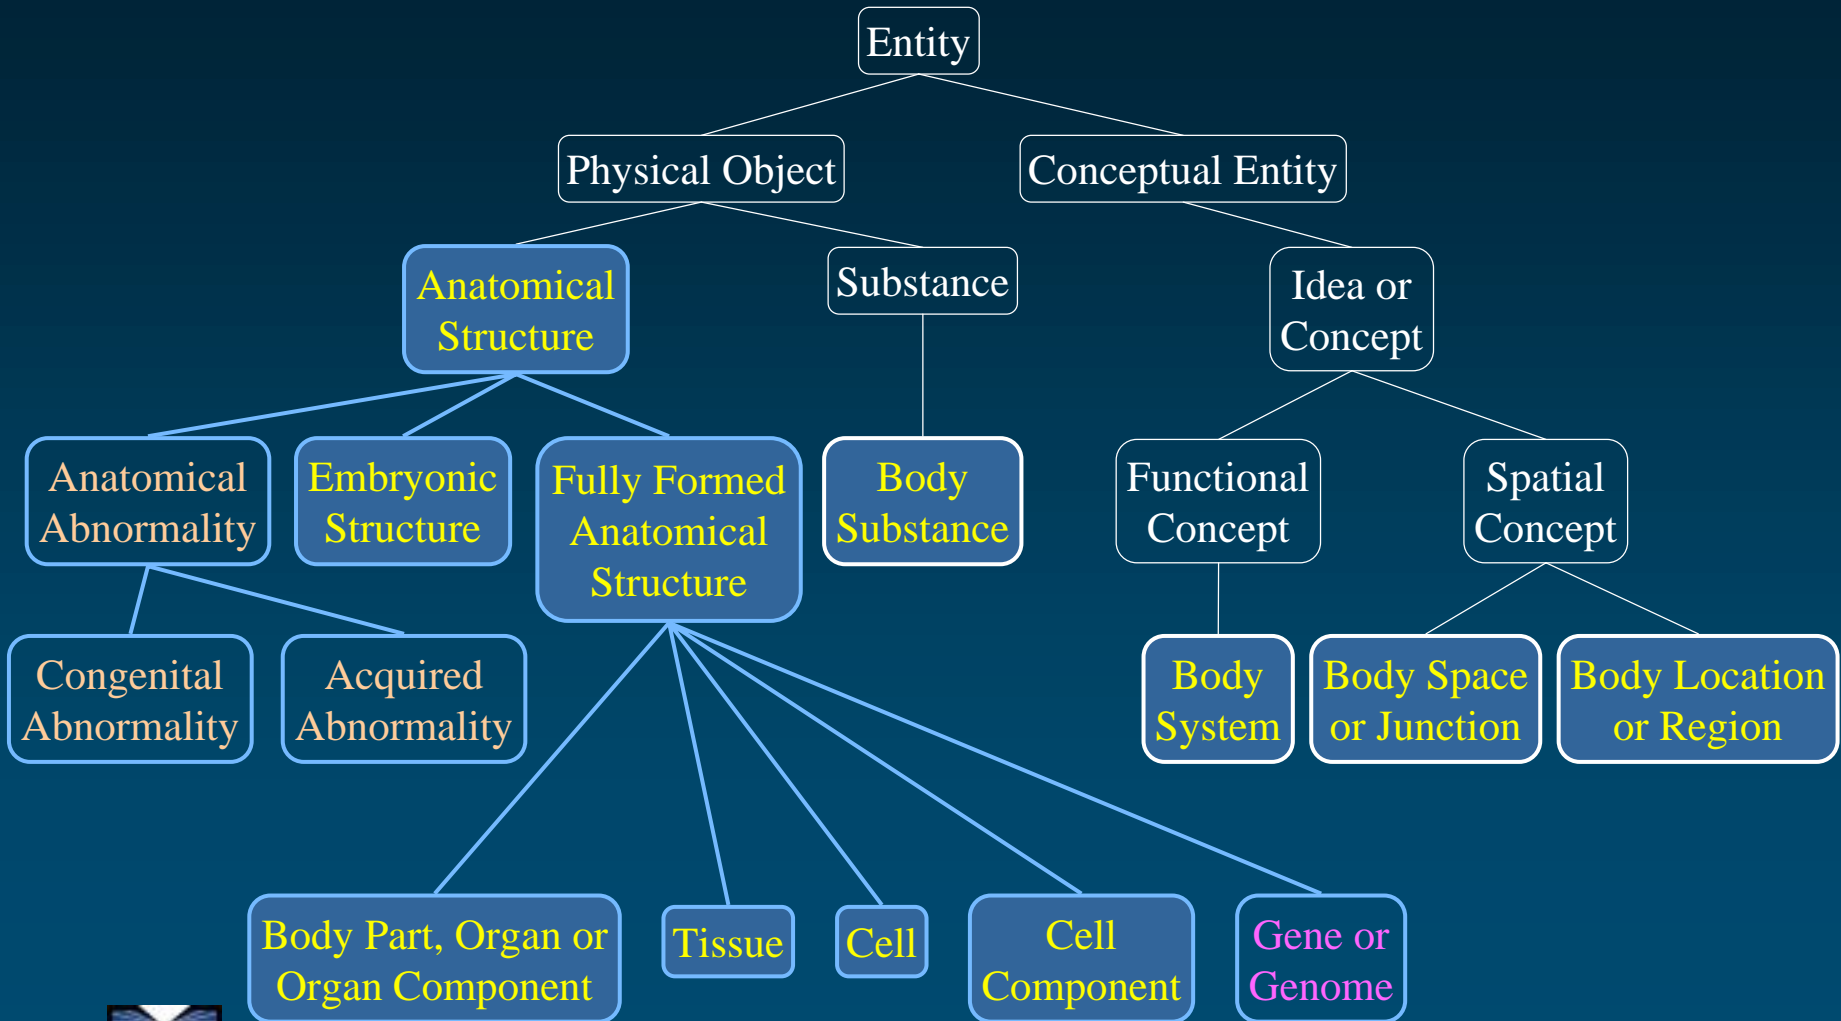 Entity
Physical Object
Conceptual Entity
Anatomical
Structure
Substance
Idea or
Concept
Anatomical
Abnormality
Embryonic
Structure
Fully Formed
Anatomical
Structure
Body
Substance
Functional
Concept
Spatial
Concept
Congenital
Abnormality
Acquired
Abnormality
Body
System
Body Space
or Junction
Body Location
or Region
Body Part, Organ or
Organ Component
Tissue
Cell
Cell
Component
Gene or
Genome